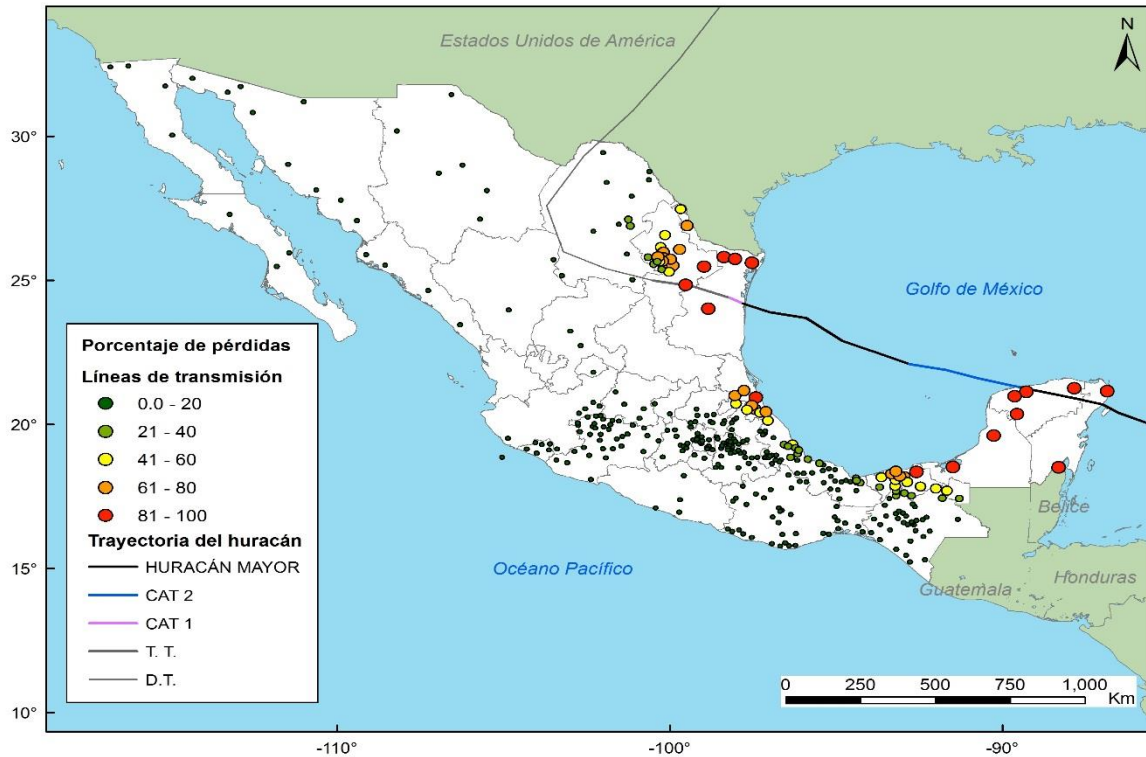 Estados Unidos de América
N
30°
25°
Golfo de México
Porcentaje de pérdidas
Líneas de transmisión
0.0 - 20
21 - 40
41 - 60
61 - 80
81 - 100
Trayectoria del huracán
HURACÁN MAYOR
CAT 2
CAT 1
T. T.
D.T.
20°
15°
10°
Belice
Océano Pacífico
Guatemala
Honduras
0 250 500 750 1,000
Km
-110° -100° -90°